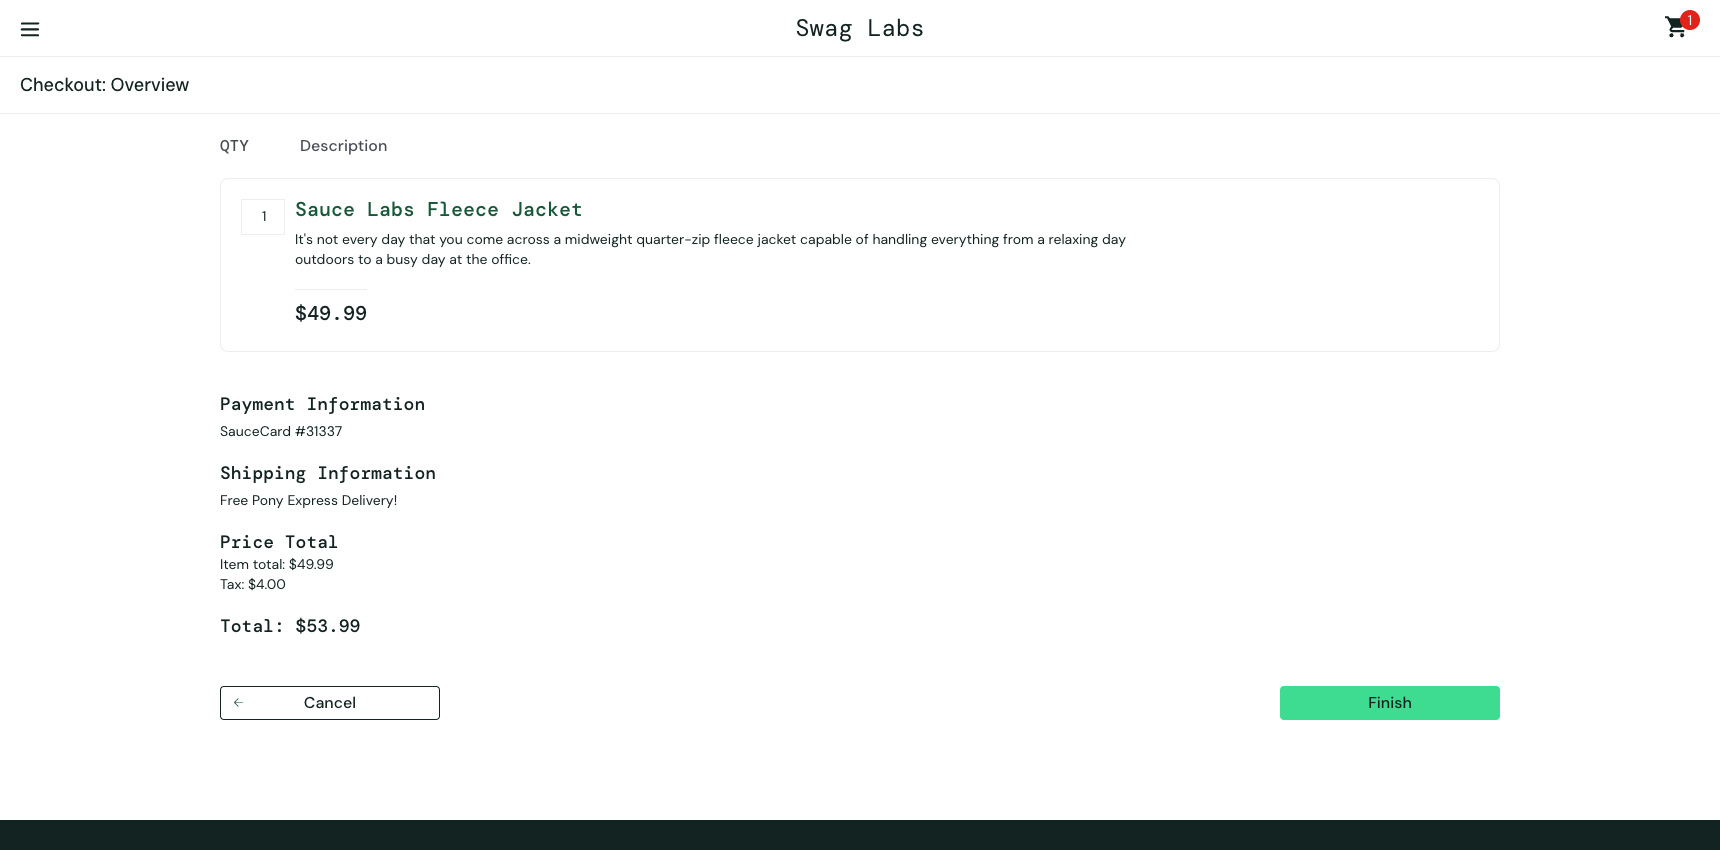 Swag Labs
1
Checkout: Overview
QTY Description
1
Sauce Labs Fleece Jacket
It's not every day that you come across a midweight quarter-zip fleece jacket capable of handling everything from a relaxing day
outdoors to a busy day at the office.
$49.99
Payment Information
SauceCard #31337
Shipping Information
Free Pony Express Delivery!
Price Total
Item total: $49.99
Tax: $4.00
Total: $53.99
Cancel
Finish